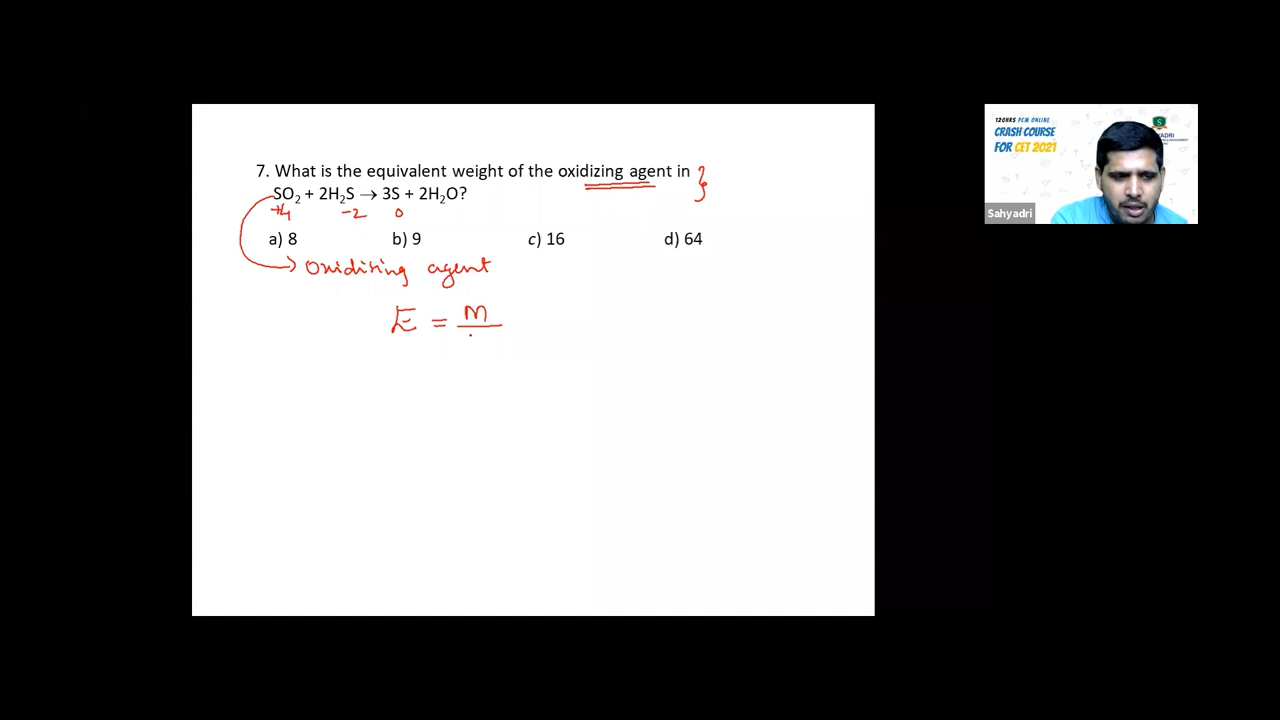 120HRS PCM ONLINE
CRASH COURSE
FOR CET 2021
S
Sahyadri
7. What is the equivalent weight of the oxidizing agent in }
SO₂ + 2H₂S → 3S + 2H₂O?
+4 -2 0
a) 8 b) 9 c) 16 d) 64
Oxidising agent
E = M